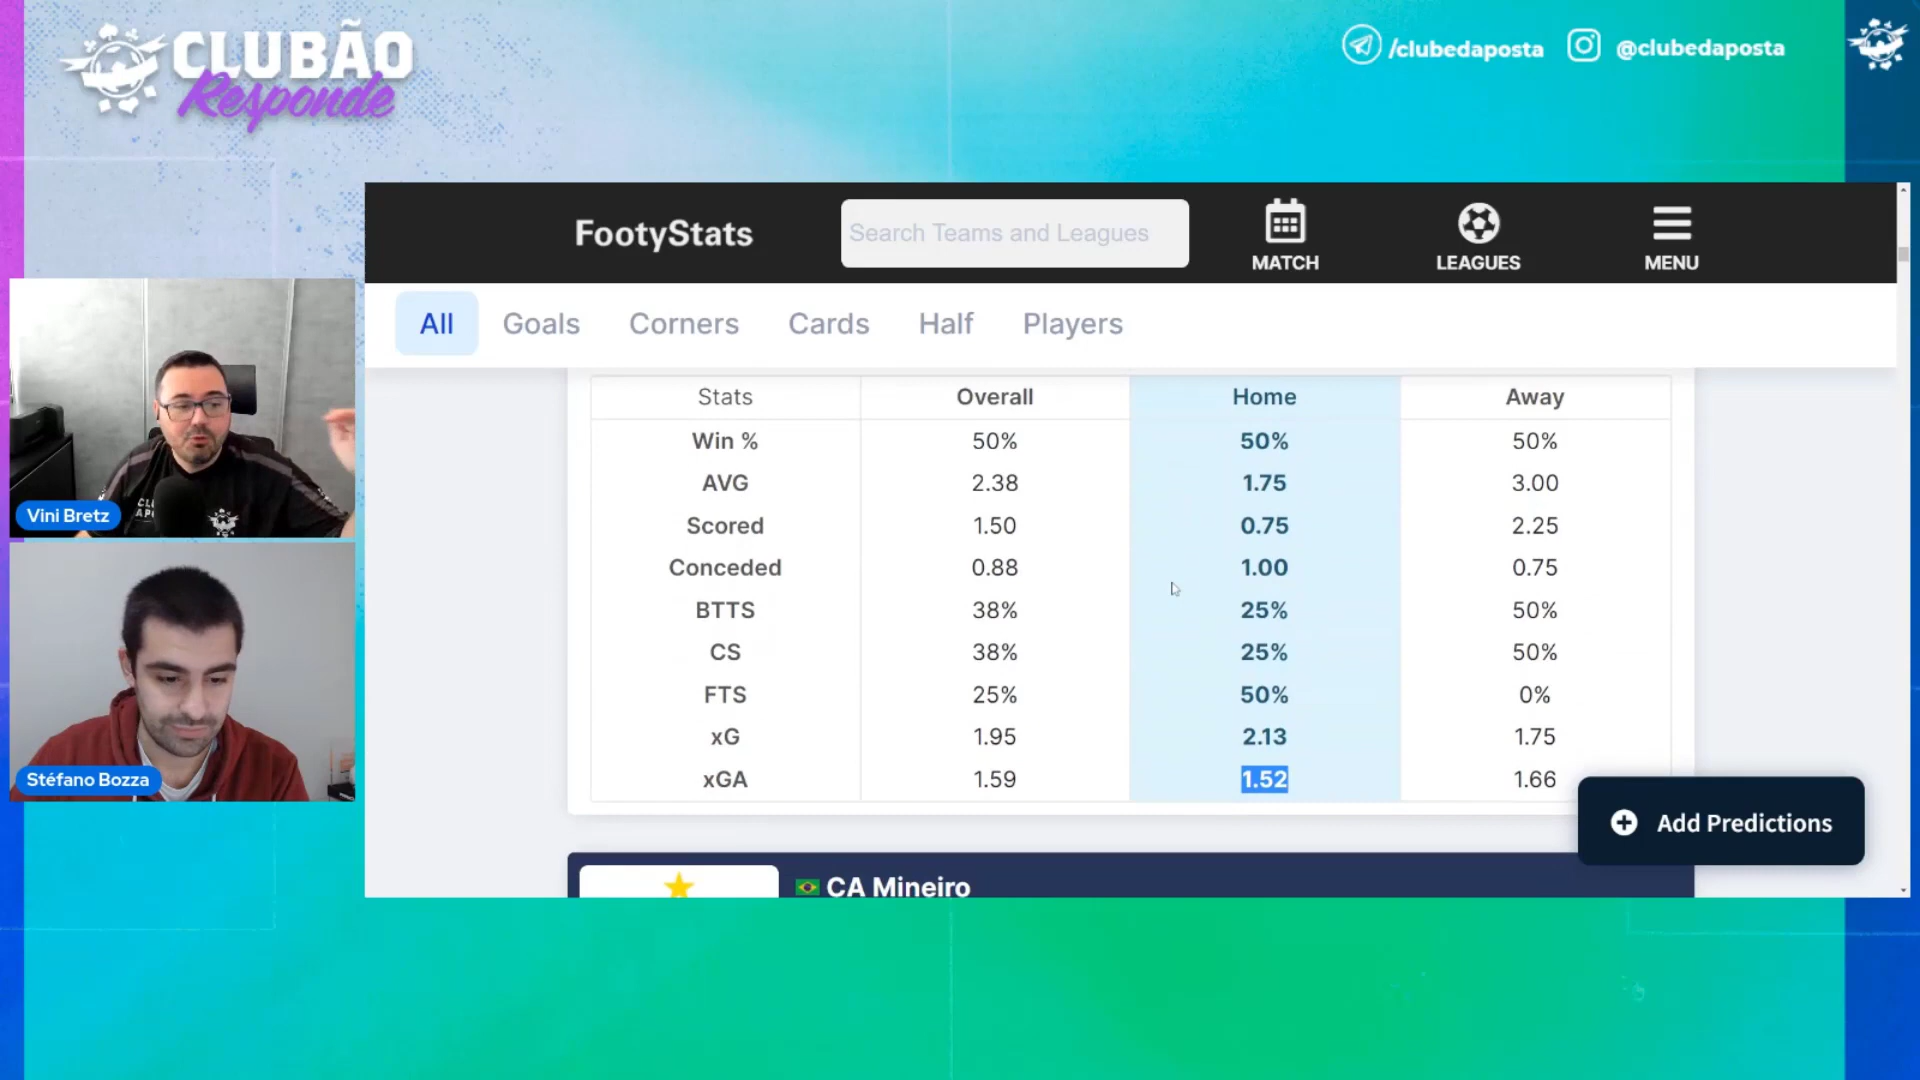 CLUBÃO
Responde
/clubedaposta
@clubedaposta
FootyStats
Search Teams and Leagues
MATCH
LEAGUES
MENU
All
Goals
Corners
Cards
Half
Players
Stats Overall Home Away
Win % 50% 50% 50%
AVG 2.38 1.75 3.00
Scored 1.50 0.75 2.25
Conceded 0.88 1.00 0.75
BTTS 38% 25% 50%
CS 38% 25% 50%
FTS 25% 50% 0%
xG 1.95 2.13 1.75
xGA 1.59 1.52 1.66
Add Predictions
CA Mineiro
Vini Bretz
Stéfano Bozza